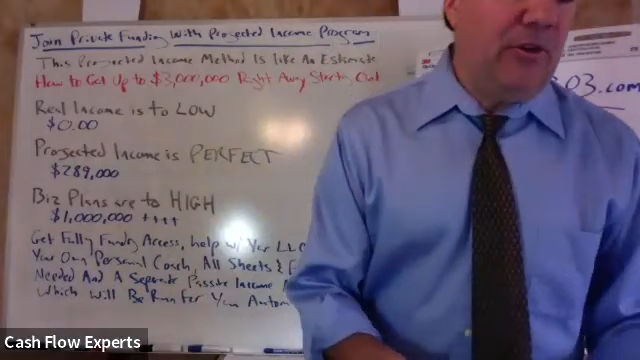 Join Private Funding With Projected Income Program
This Projected Income Method Is Like An Estimate
How to Get Up to $3,000,000 Right Away Starting Out
Real Income is to LOW
$0.00
Projected Income is PERFECT
$289,000
Biz Plans are to HIGH
$1,000,000 ++++
Get Fully Funding Access, help w/ Your LLC
Your Own Personal Coach, All Sheets &
Needed And A Separate Passive Income
Which Will Be Run For You
3M
03.com
Cash Flow Experts